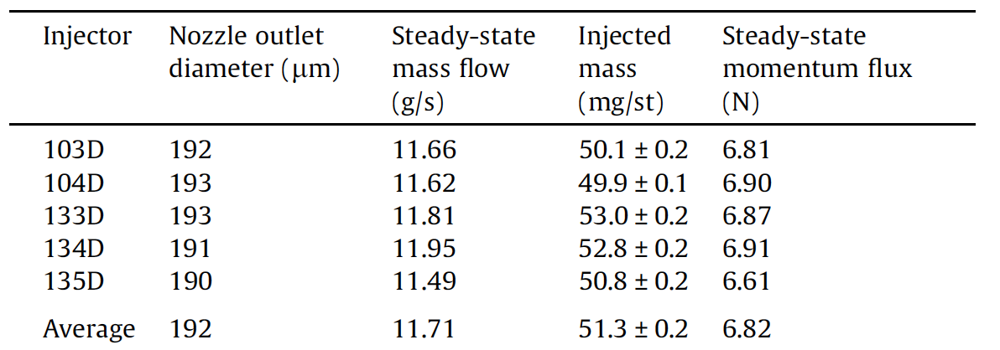 Injector Nozzle outlet Steady-state Injected Steady-state
diameter (μm) mass flow mass momentum flux
(g/s) (mg/st) (N)
103D 192 11.66 50.1 ± 0.2 6.81
104D 193 11.62 49.9 ± 0.1 6.90
133D 193 11.81 53.0 ± 0.2 6.87
134D 191 11.95 52.8 ± 0.2 6.91
135D 190 11.49 50.8 ± 0.2 6.61
Average 192 11.71 51.3 ± 0.2 6.82